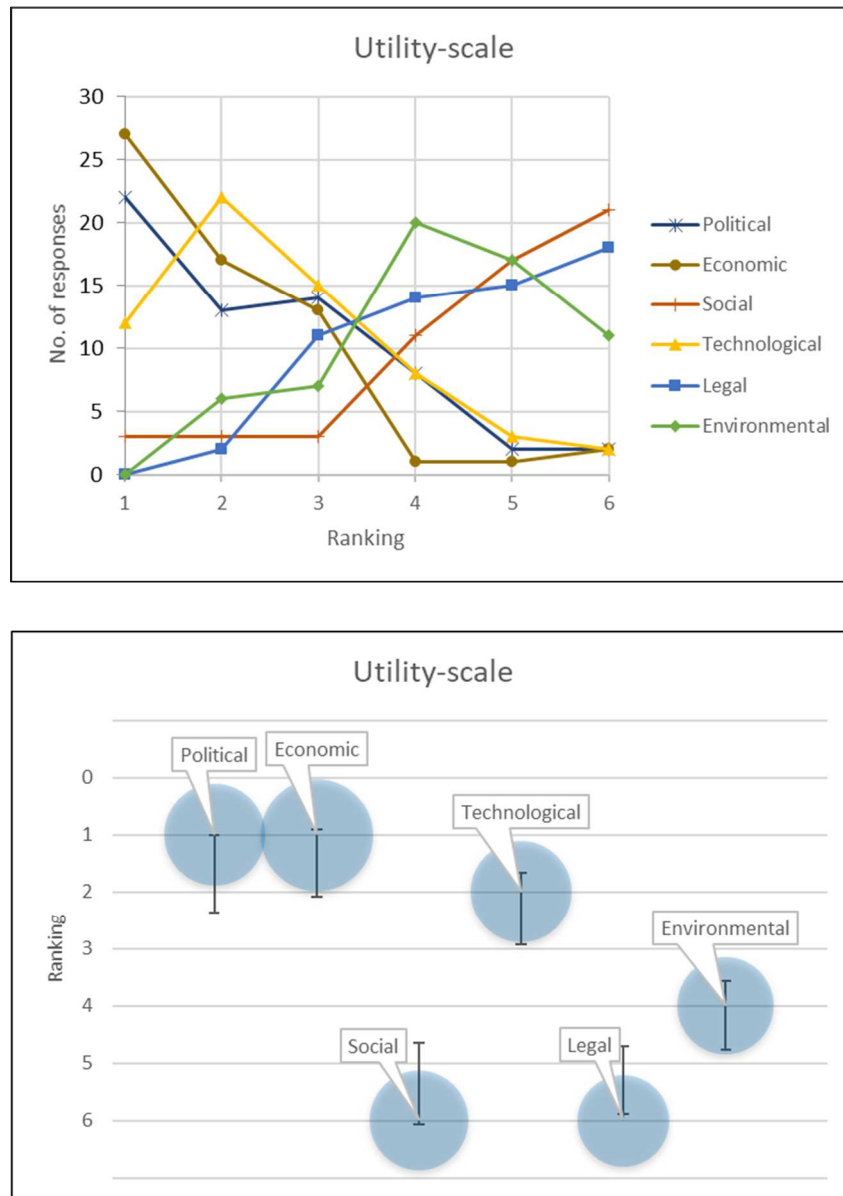 Utility-scale
30
25
20
15
10
5
0
No. of responses
1 2 3 4 5 6
Ranking
Political
Economic
Social
Technological
Legal
Environmental
Utility-scale
Political
Economic
Technological
Environmental
Social
Legal
0
1
2
3
4
5
6
Ranking